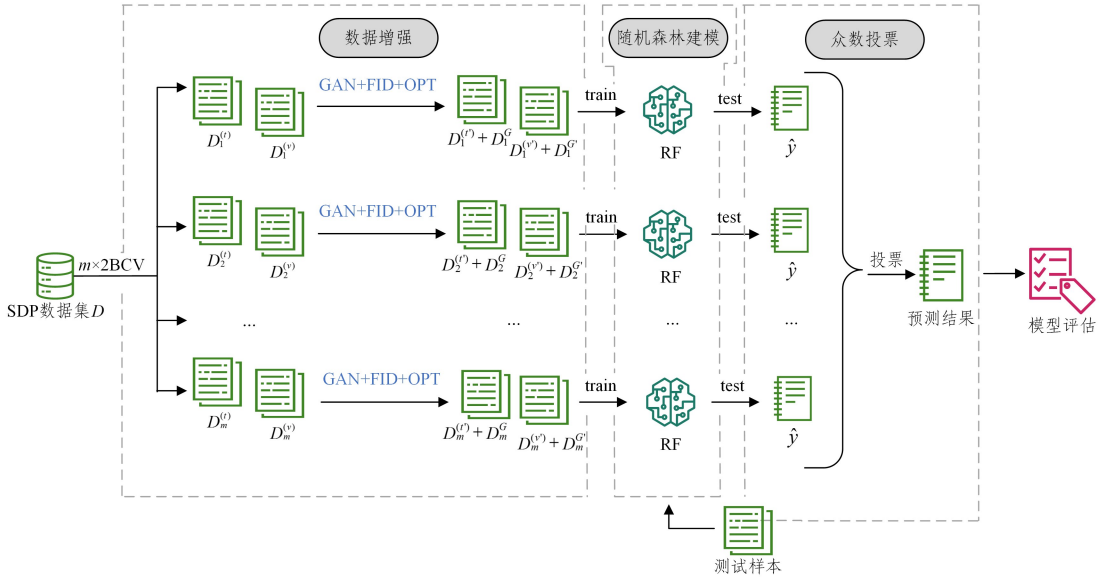 数据增强
随机森林建模
众数投票
GAN+FID+OPT
train
test
D₁⁽ᵗ⁾
D₁⁽ᵛ⁾
D₁⁽ᵗ'⁾ + D₁ᴳ
D₁⁽ᵛ'⁾ + D₁ᴳ'
RF
ŷ
GAN+FID+OPT
train
test
D₂⁽ᵗ⁾
D₂⁽ᵛ⁾
D₂⁽ᵗ'⁾ + D₂ᴳ
D₂⁽ᵛ'⁾ + D₂ᴳ'
RF
ŷ
m×2BCV
SDP数据集D
投票
预测结果
模型评估
...
...
...
...
GAN+FID+OPT
train
test
Dₘ⁽ᵗ⁾
Dₘ⁽ᵛ⁾
Dₘ⁽ᵗ'⁾ + Dₘᴳ
Dₘ⁽ᵛ'⁾ + Dₘᴳ'
RF
ŷ
测试样本